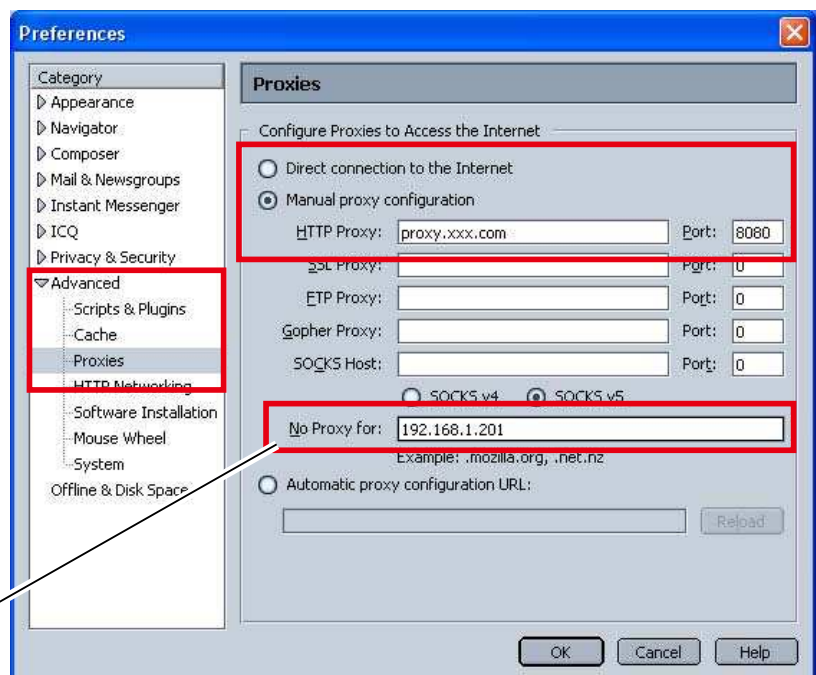 Preferences
Category
Appearance
Navigator
Composer
Mail & Newsgroups
Instant Messenger
ICQ
Privacy & Security
Advanced
Scripts & Plugins
Cache
Proxies
HTTP Networking
Software Installation
Mouse Wheel
System
Offline & Disk Space
Proxies
Configure Proxies to Access the Internet
Direct connection to the Internet
Manual proxy configuration
HTTP Proxy: proxy.xxx.com Port: 8080
SSL Proxy: Port: 0
FTP Proxy: Port: 0
Gopher Proxy: Port: 0
SOCKS Host: Port: 0
SOCKS v4 SOCKS v5
No Proxy for: 192.168.1.201
Example: .mozilla.org, .net.nz
Automatic proxy configuration URL:
Reload
OK Cancel Help